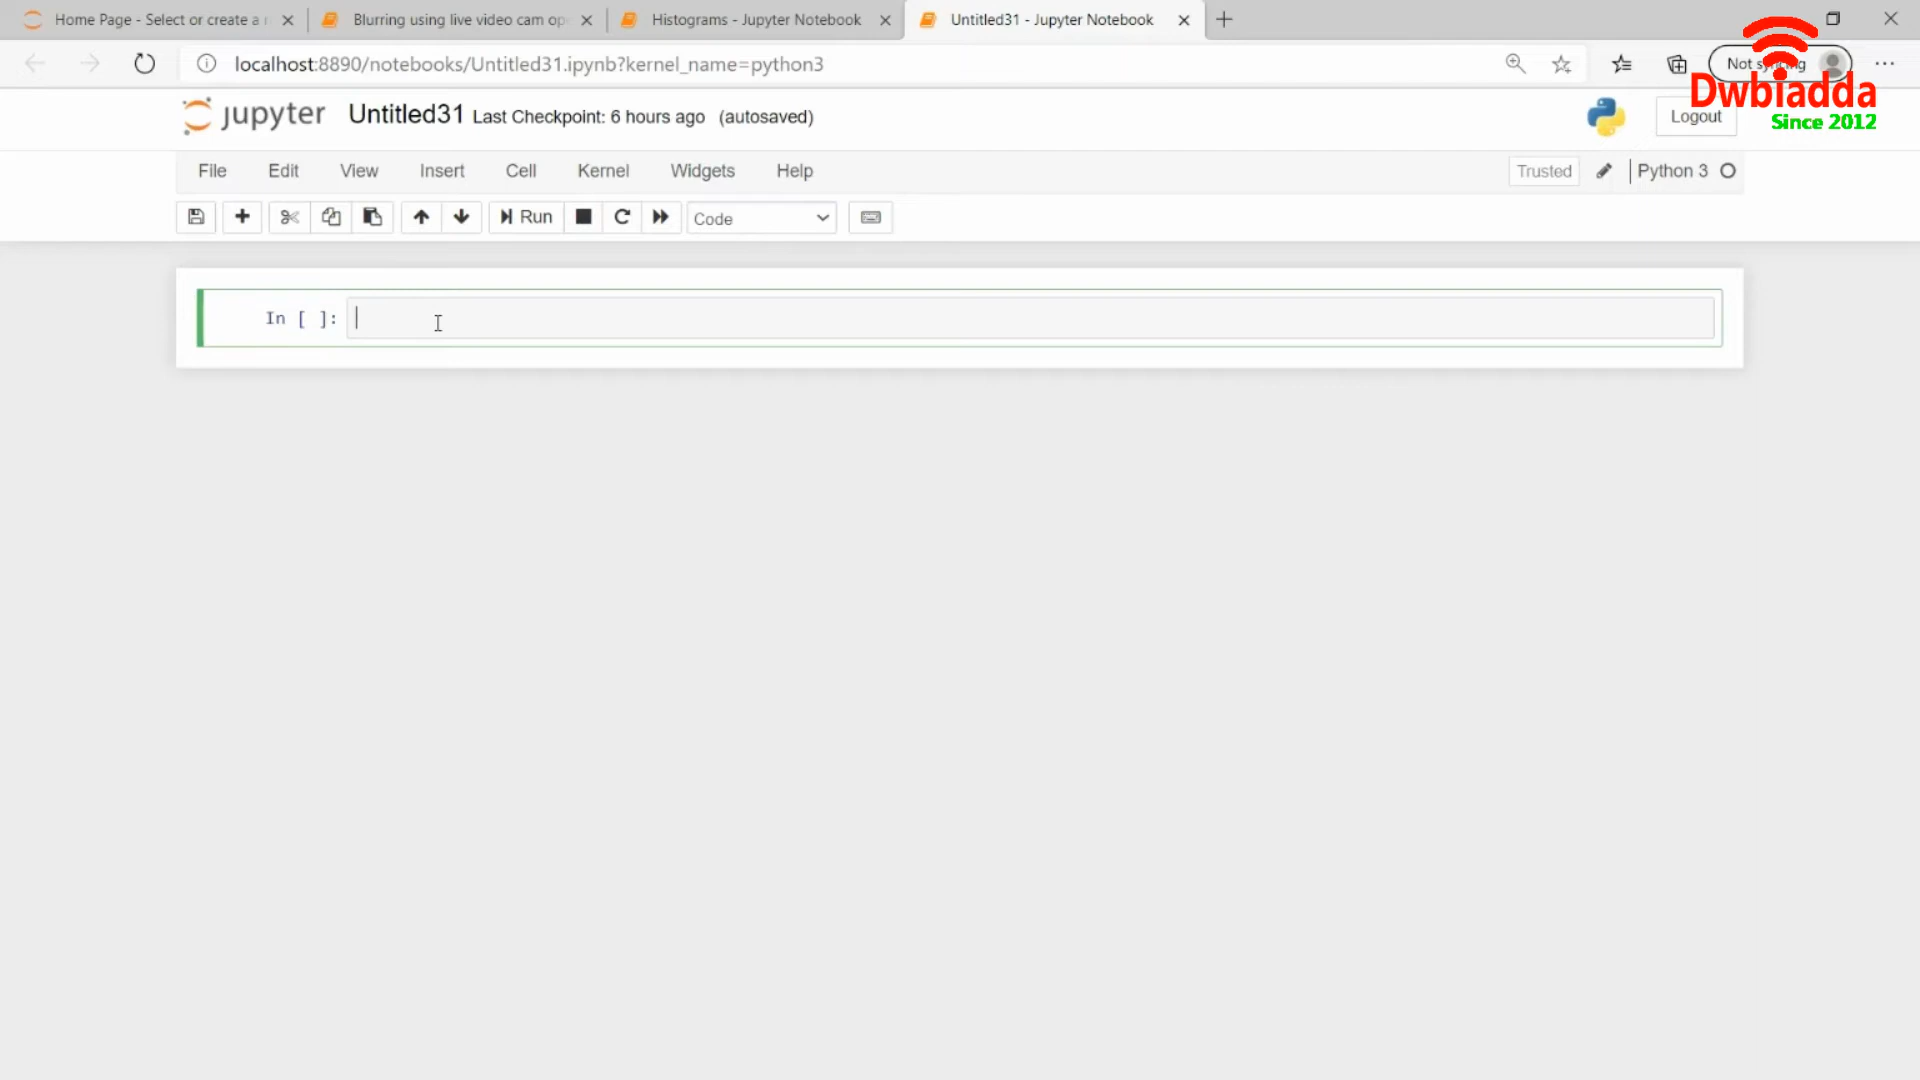 Home Page - Select or create a
Blurring using live video cam op
Histograms - Jupyter Notebook
Untitled31 - Jupyter Notebook
localhost:8890/notebooks/Untitled31.ipynb?kernel_name=python3
Not syncing
Dwbiadda
Since 2012
jupyter
Untitled31 Last Checkpoint: 6 hours ago (autosaved)
Logout
File Edit View Insert Cell Kernel Widgets Help
Trusted
Python 3
Run
Code
In [ ]: